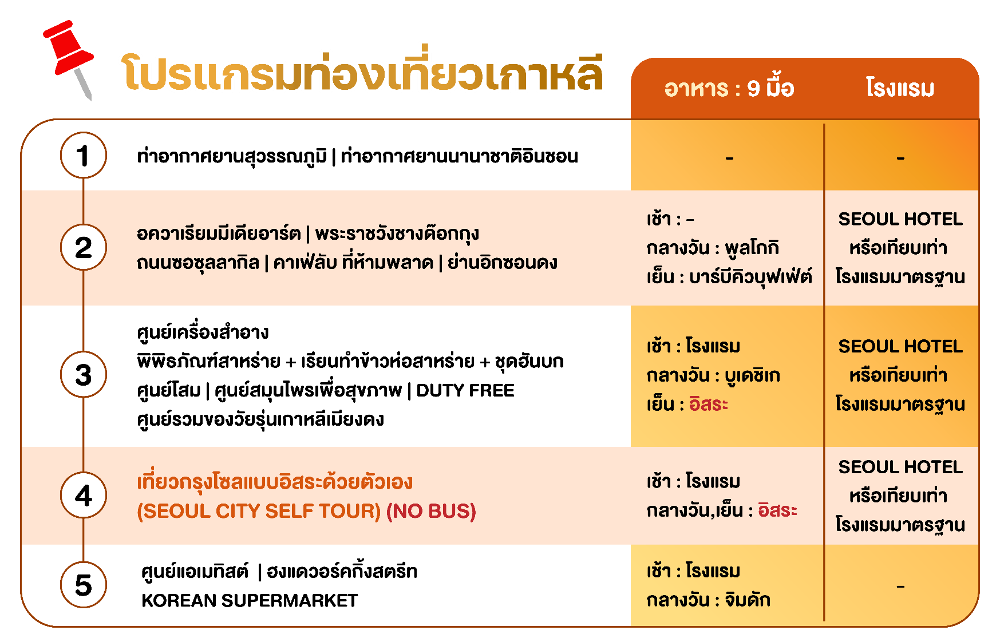 โปรแกรมท่องเที่ยวเกาหลี
อาหาร : 9 มื้อ
โรงแรม
1
ท่าอากาศยานสุวรรณภูมิ | ท่าอากาศยานนานาชาติอินชอน
-
-
2
อควาเรียมมีเดียอาร์ต | พระราชวังชางด๊อกกุง
ถนนซอซุลลากิล | คาเฟ่ลับ ที่ห้ามพลาด | ย่านอิกซอนดง
เช้า : -
กลางวัน : พูลโกกิ
เย็น : บาร์บีคิวบุฟเฟ่ต์
SEOUL HOTEL
หรือเทียบเท่า
โรงแรมมาตรฐาน
3
ศูนย์เครื่องสำอาง
พิพิธภัณฑ์สาหร่าย + เรียนทำข้าวห่อสาหร่าย + ชุดฮันบก
ศูนย์โสม | ศูนย์สมุนไพรเพื่อสุขภาพ | DUTY FREE
ศูนย์รวมของวัยรุ่นเกาหลีเมียงดง
เช้า : โรงแรม
กลางวัน : บูเดชิเก
เย็น : อิสระ
SEOUL HOTEL
หรือเทียบเท่า
โรงแรมมาตรฐาน
4
เที่ยวกรุงโซลแบบอิสระด้วยตัวเอง
(SEOUL CITY SELF TOUR) (NO BUS)
เช้า : โรงแรม
กลางวัน,เย็น : อิสระ
SEOUL HOTEL
หรือเทียบเท่า
โรงแรมมาตรฐาน
5
ศูนย์แอเมทิสต์ | ฮงแดวอร์คกิ้งสตรีท
KOREAN SUPERMARKET
เช้า : โรงแรม
กลางวัน : จิมดัก
-